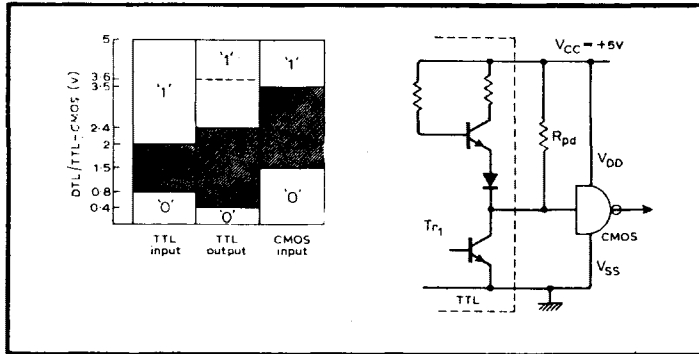 DTL/TTL-CMOS (V)
5
3.6
3.5
2.4
2
1.5
0.8
0.4
'1'
'0'
'1'
'0'
'1'
'0'
TTL
input
TTL
output
CMOS
input
VCC = +5V
Rpd
VDD
Tr1
CMOS
VSS
TTL